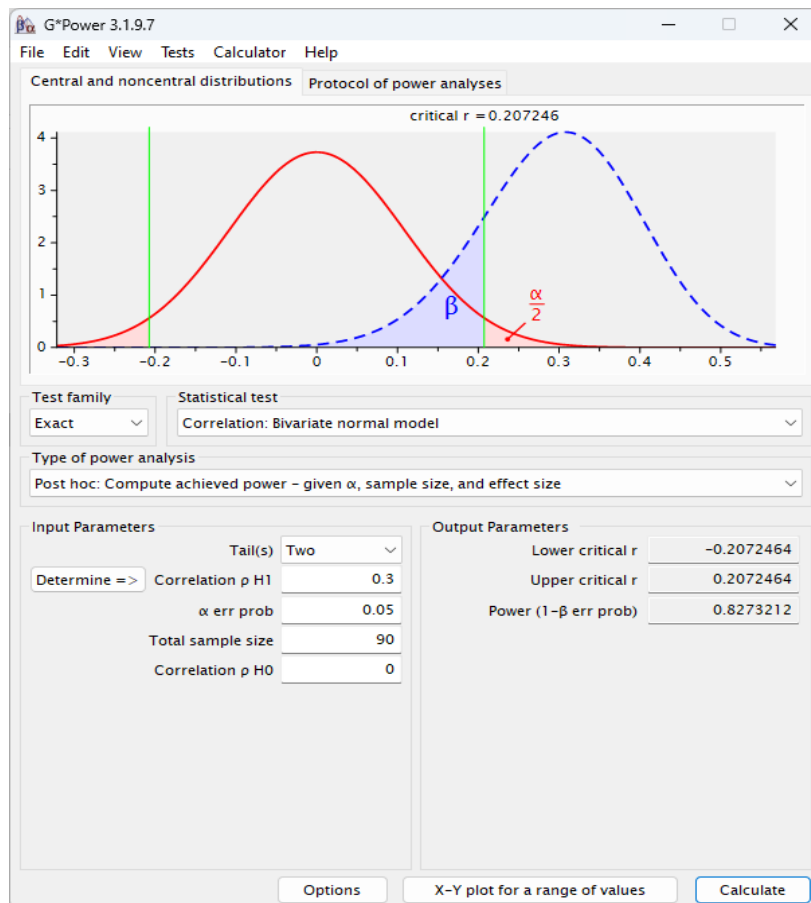 G*Power 3.1.9.7
File Edit View Tests Calculator Help
Central and noncentral distributions Protocol of power analyses
critical r = 0.207246
4
3
2
1
0
β
α
2
-0.3 -0.2 -0.1 0 0.1 0.2 0.3 0.4 0.5
Test family Statistical test
Exact Correlation: Bivariate normal model
Type of power analysis
Post hoc: Compute achieved power – given α, sample size, and effect size
Input Parameters Output Parameters
Tail(s) Two Lower critical r -0.2072464
Determine => Correlation ρ H1 0.3 Upper critical r 0.2072464
α err prob 0.05 Power (1-β err prob) 0.8273212
Total sample size 90
Correlation ρ H0 0
Options X-Y plot for a range of values Calculate